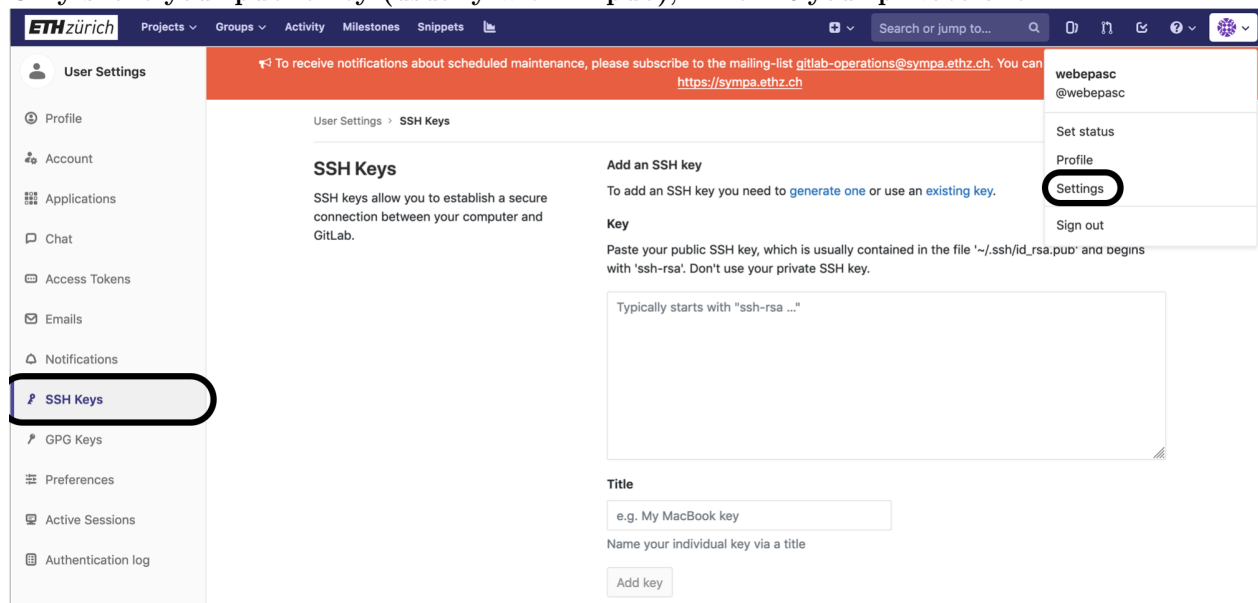 ETH zürich Projects Groups Activity Milestones Snippets Search or jump to...
User Settings
To receive notifications about scheduled maintenance, please subscribe to the mailing-list gitlab-operations@sympa.ethz.ch. You can
https://sympa.ethz.ch
webepasc
@webepasc
Set status
Profile
Settings
Sign out
Profile
Account
Applications
Chat
Access Tokens
Emails
Notifications
SSH Keys
GPG Keys
Preferences
Active Sessions
Authentication log
User Settings > SSH Keys
SSH Keys
SSH keys allow you to establish a secure
connection between your computer and
GitLab.
Add an SSH key
To add an SSH key you need to generate one or use an existing key.
Key
Paste your public SSH key, which is usually contained in the file '~/.ssh/id_rsa.pub' and begins
with 'ssh-rsa'. Don't use your private SSH key.
Typically starts with "ssh-rsa ..."
Title
e.g. My MacBook key
Name your individual key via a title
Add key